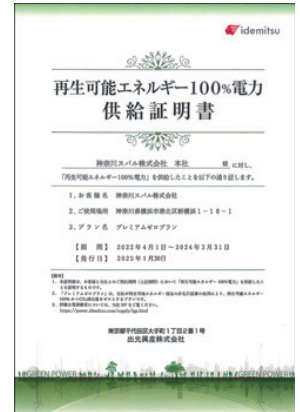 idemitsu
再生可能エネルギー100%電力
供給証明書
神奈川スバル株式会社 本社 様 に対し、
「再生可能エネルギー100%電力」を供給したことを以下の通り証します。
1. お客様名 神奈川スバル株式会社
2. ご使用場所 神奈川県横浜市港北区新横浜1-18-1
3. プラン名 プレミアムゼロプラン
【期 間】 2022年4月1日~2024年3月31日
【発行日】 2025年1月30日
東京都千代田区大手町1丁目2番1号
出光興産株式会社
GREEN POWER
GREEN POWER